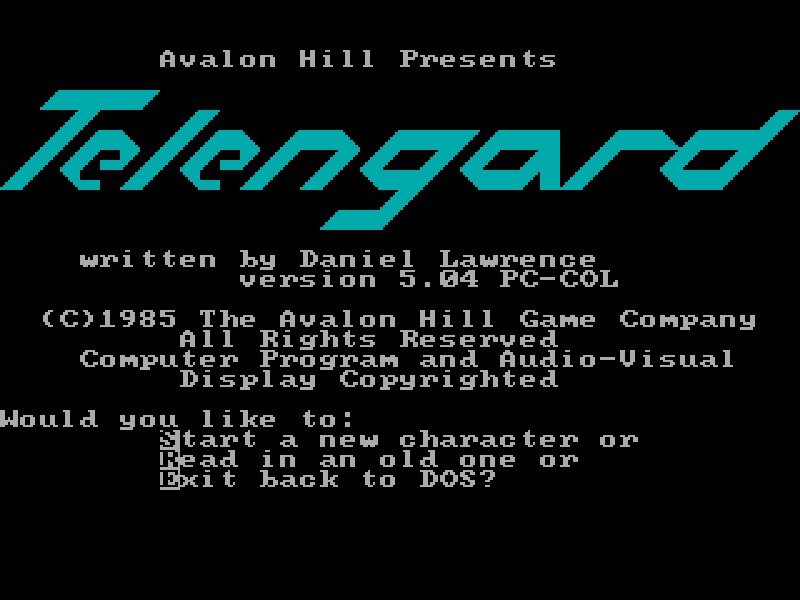 Avalon Hill Presents
Telengard
written by Daniel Lawrence
version 5.04 PC-COL
(C)1985 The Avalon Hill Game Company
All Rights Reserved
Computer Program and Audio-Visual
Display Copyrighted
Would you like to:
Start a new character or
Read in an old one or
Exit back to DOS?